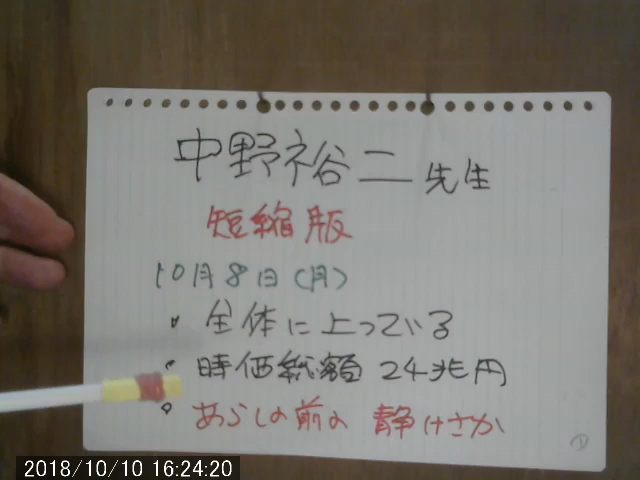 中野裕二先生
短縮版
10月8日(月)
・全体に上っている
・時価総額 24兆円
・あらしの前の 静けさか
①
2018/10/10 16:24:20